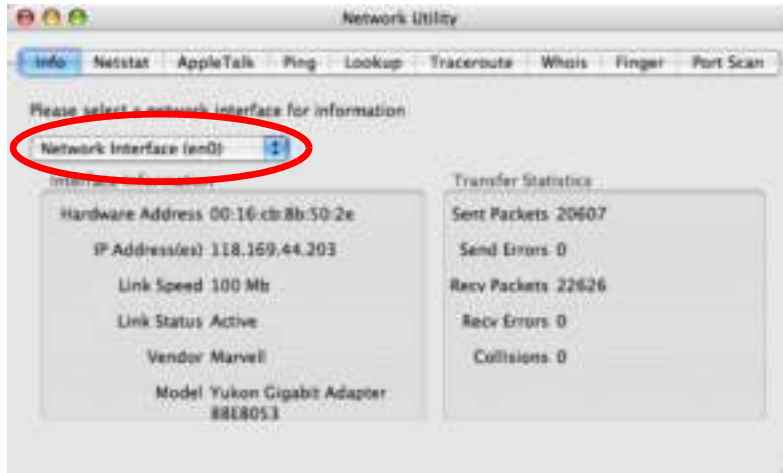 Network Utility
Info Netstat AppleTalk Ping Lookup Traceroute Whois Finger Port Scan
Please select a network interface for information
Network Interface (en0)
Interface Information
Transfer Statistics
Hardware Address 00:16:cb:8b:50:2e
Sent Packets 20607
IP Address(es) 118.169.44.203
Send Errors 0
Link Speed 100 Mb
Recv Packets 22626
Link Status Active
Recv Errors 0
Vendor Marvell
Collisions 0
Model Yukon Gigabit Adapter
88E8053